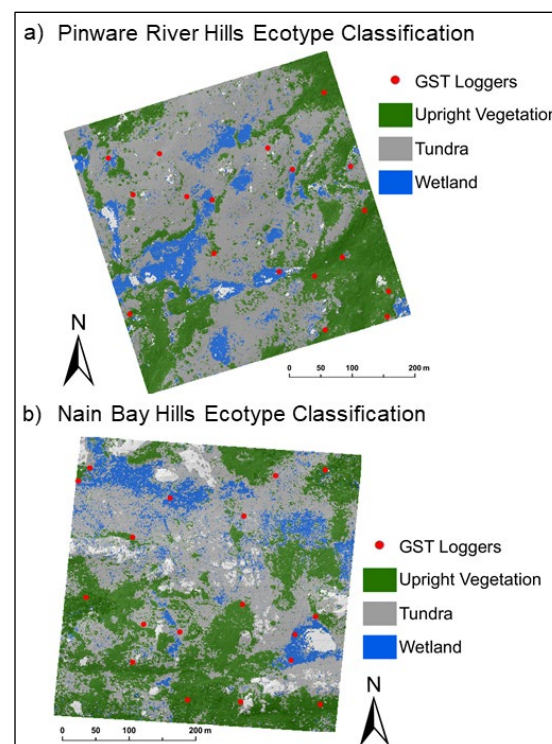 a) Pinware River Hills Ecotype Classification
GST Loggers
Upright Vegetation
Tundra
Wetland
N
0 50 100 200 m
b) Nain Bay Hills Ecotype Classification
GST Loggers
Upright Vegetation
Tundra
Wetland
N
0 50 100 200 m